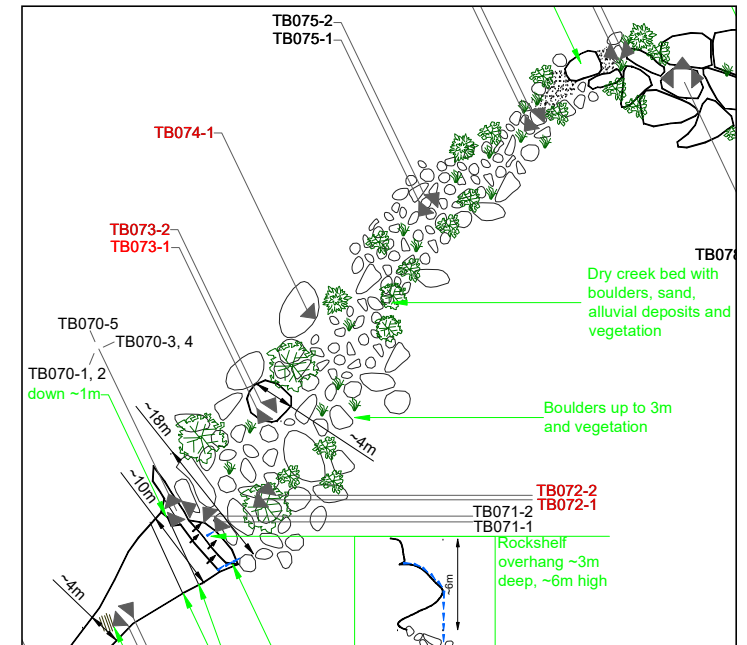 TB075-2
TB075-1
TB074-1
TB073-2
TB073-1
TB078
Dry creek bed with
boulders, sand,
alluvial deposits and
vegetation
TB070-5
TB070-3, 4
TB070-1, 2
down ~1m
~18m
~4m
Boulders up to 3m
and vegetation
~10m
TB072-2
TB072-1
TB071-2
TB071-1
Rockshelf
overhang ~3m
deep, ~6m high
~6m
~4m